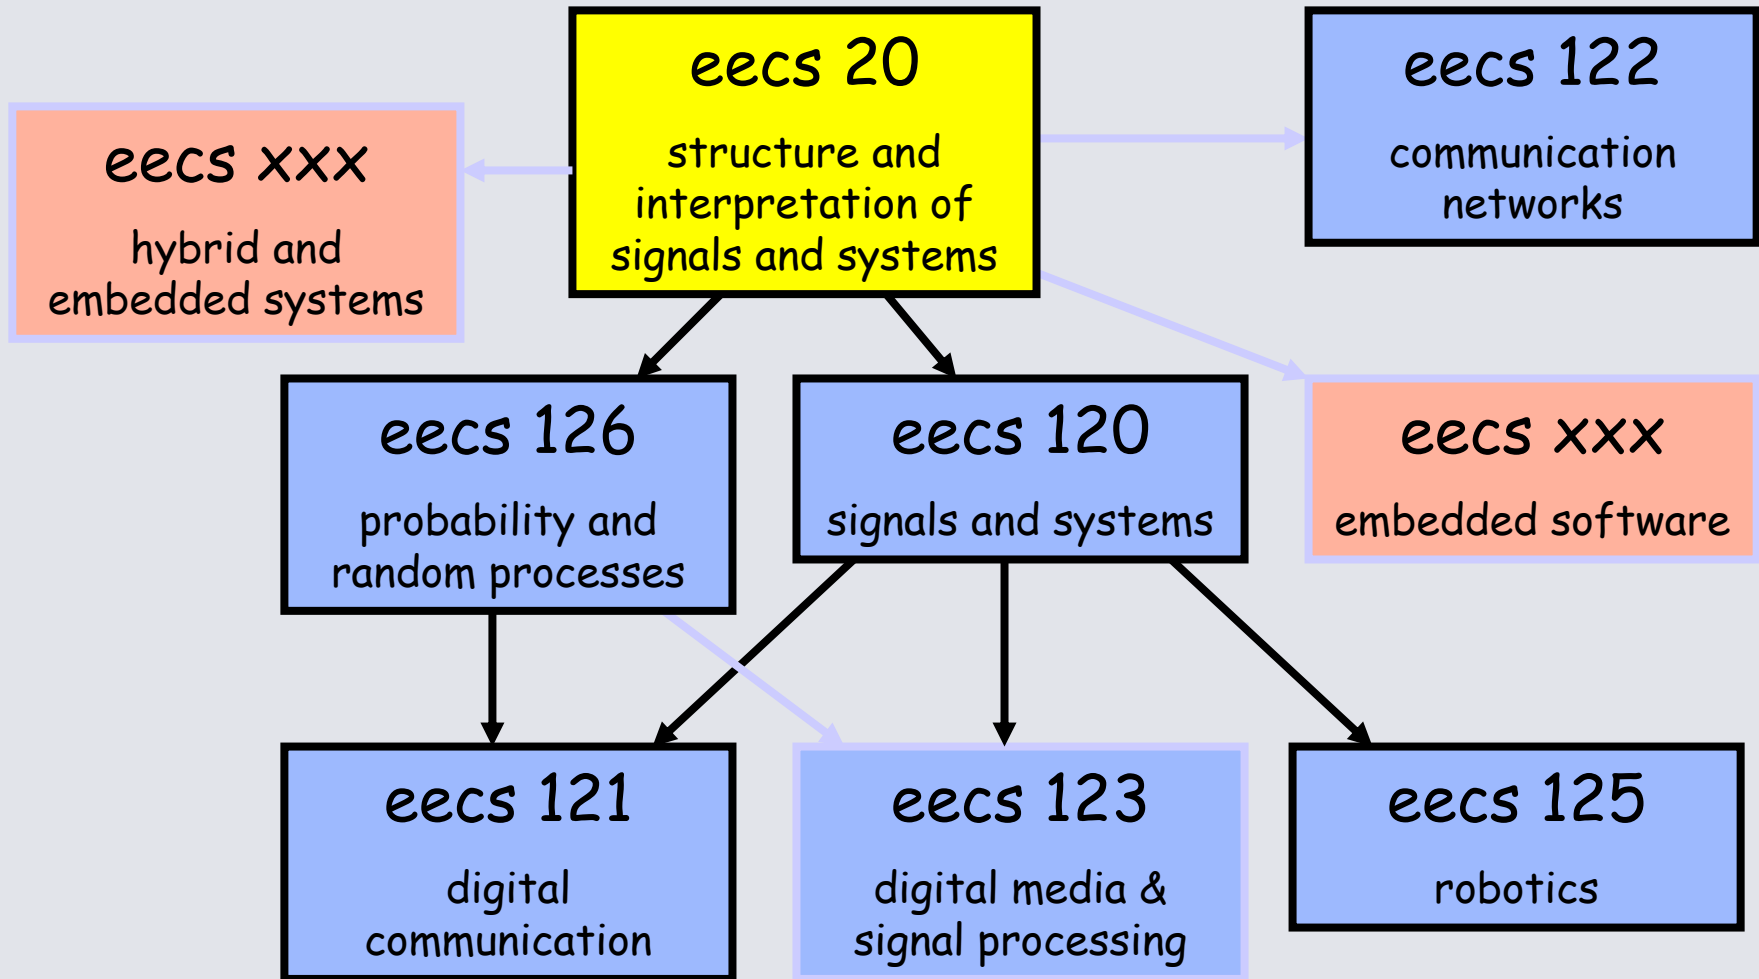 eecs 20
structure and
interpretation of
signals and systems
eecs 122
communication
networks
eecs xxx
hybrid and
embedded systems
eecs 126
probability and
random processes
eecs 120
signals and systems
eecs xxx
embedded software
eecs 121
digital
communication
eecs 123
digital media &
signal processing
eecs 125
robotics